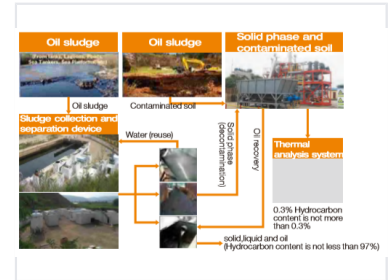 Oil sludge
Oil sludge
Solid phase and
contaminated soil
Oil sludge
Contaminated soil
Sludge collection and
separation device
Water (reuse)
Solid phase
(decontamination)
Oil recovery
Thermal
analysis system
0.3% Hydrocarbon
content is not more
than 0.3%
solid,liquid and oil
(Hydrocarbon content is not less than 97%)